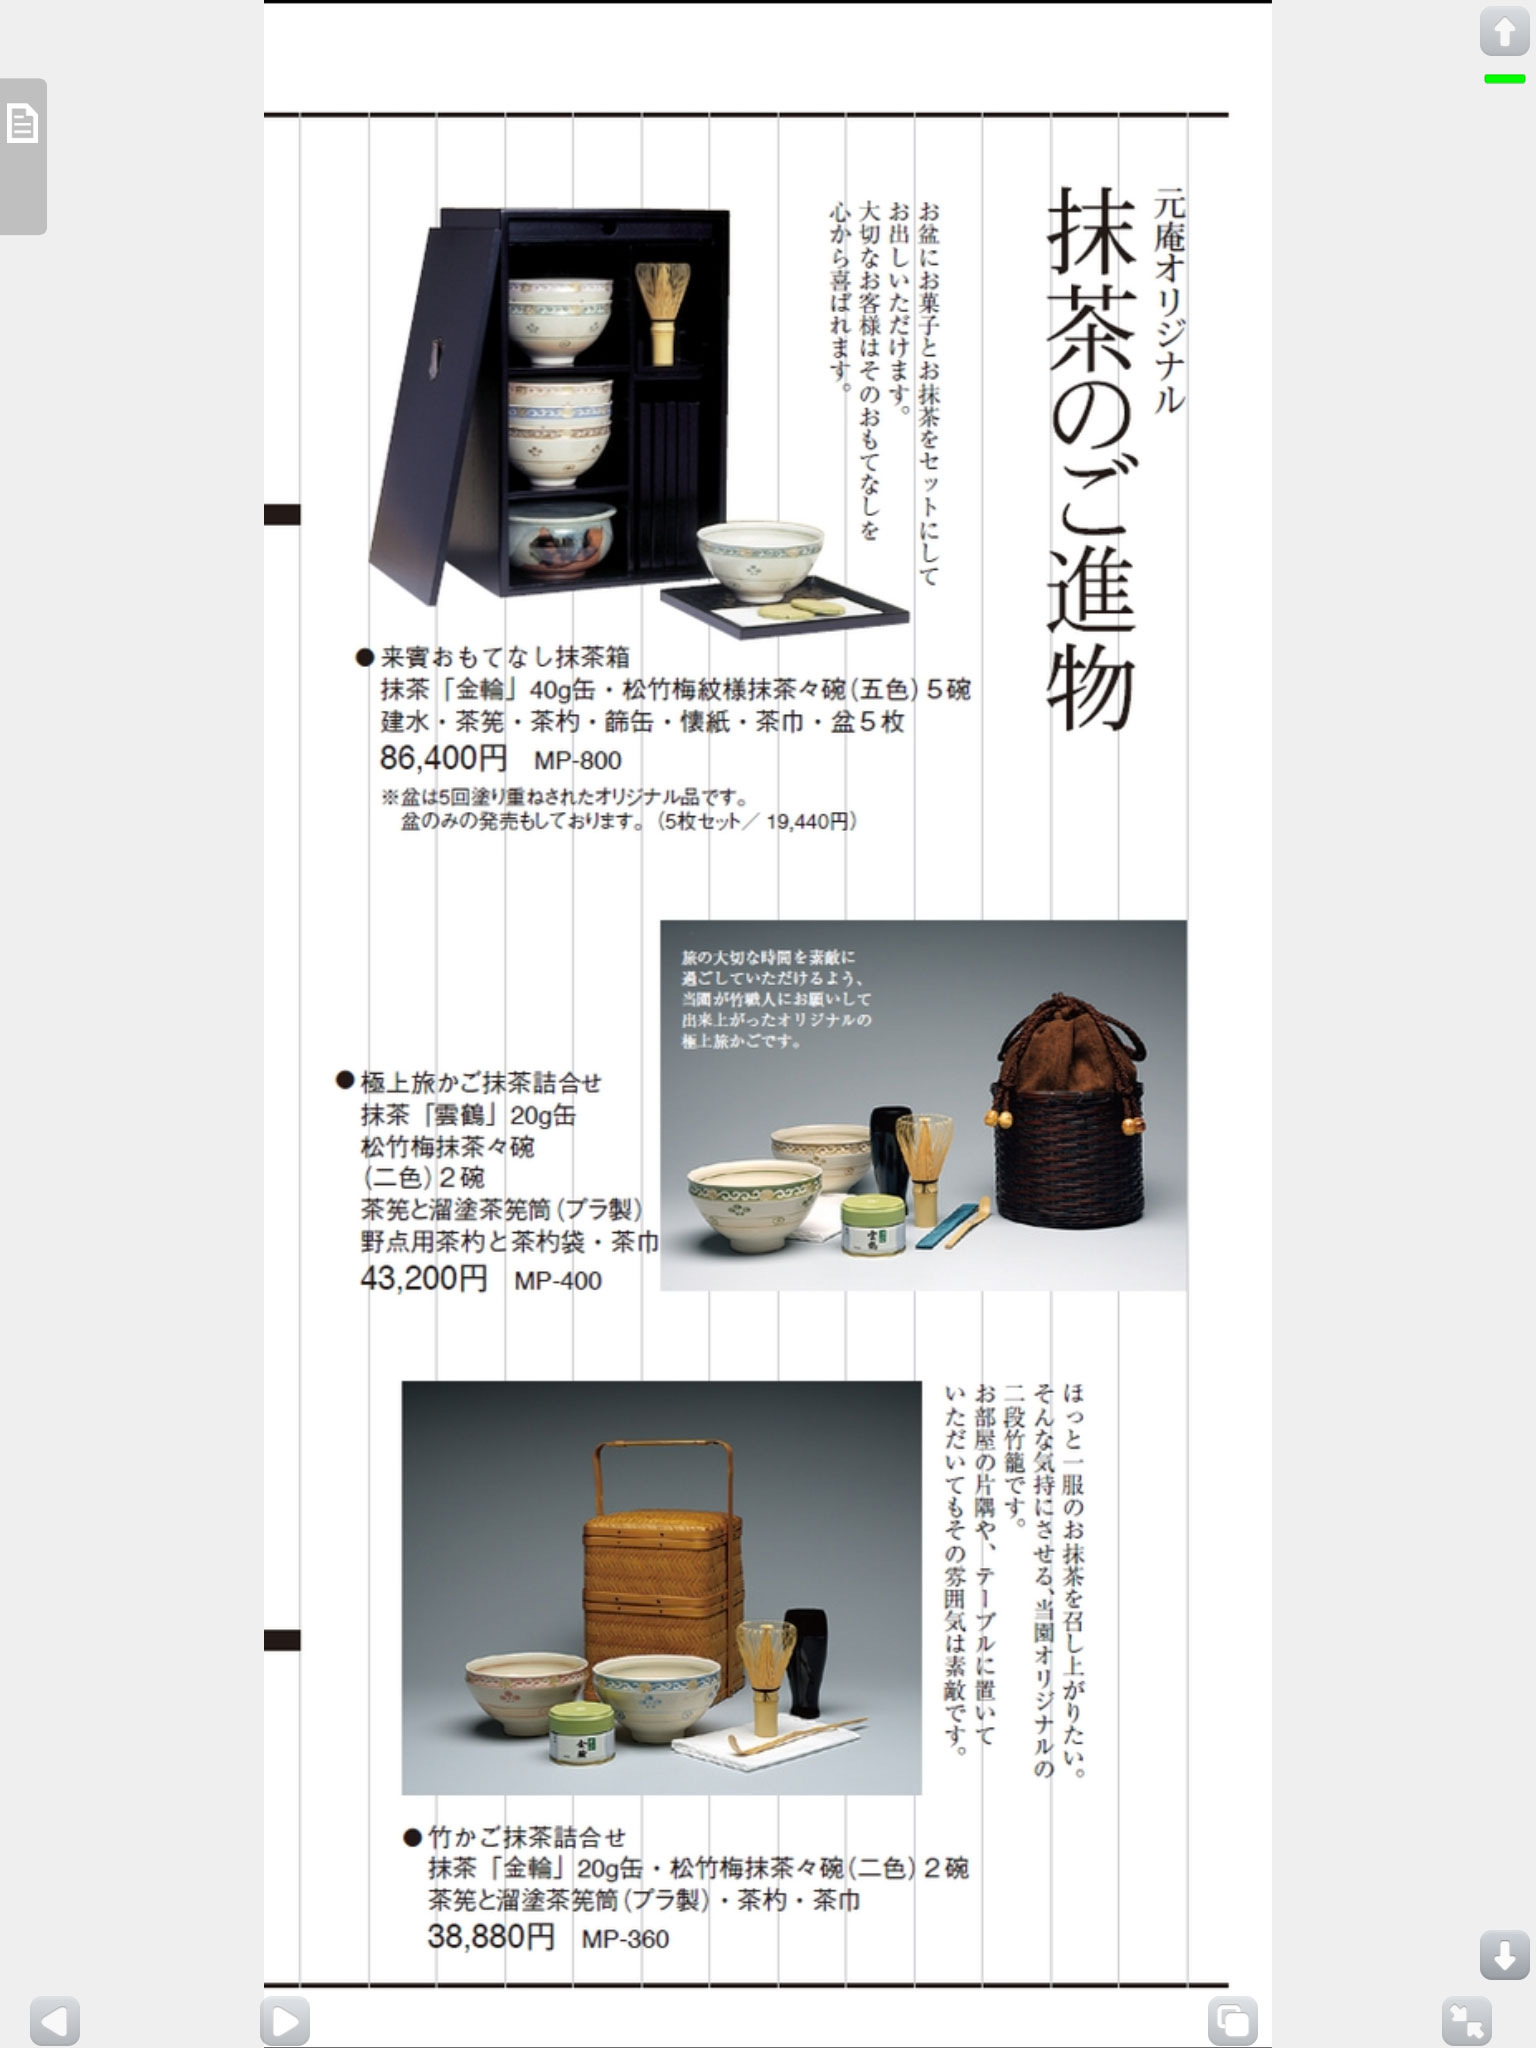 元庵オリジナル
抹茶のご進物
お盆にお菓子とお抹茶をセットにして
お出しいただけます。
大切なお客様はそのおもてなしを
心から喜ばれます。
●来賓おもてなし抹茶箱
抹茶「金輪」40g缶・松竹梅紋様抹茶々碗(五色)5碗
建水・茶筅・茶杓・篩缶・懐紙・茶巾・盆5枚
86,400円 MP-800
※盆は5回塗り重ねされたオリジナル品です。
盆のみの発売もしております。(5枚セット/19,440円)
旅の大切な時間を素敵に
過ごしていただけるよう、
当園が竹職人にお願いして
出来上がったオリジナルの
極上旅かごです。
●極上旅かご抹茶詰合せ
抹茶「雲鶴」20g缶
松竹梅抹茶々碗
(二色)2碗
茶筅と溜塗茶筅筒(プラ製)
野点用茶杓と茶杓袋・茶巾
43,200円 MP-400
ほっと一服のお抹茶を召し上がりたい。
そんな気持にさせる、当園オリジナルの
二段竹籠です。
お部屋の片隅や、テーブルに置いて
いただいてもその雰囲気は素敵です。
●竹かご抹茶詰合せ
抹茶「金輪」20g缶・松竹梅抹茶々碗(二色)2碗
茶筅と溜塗茶筅筒(プラ製)・茶杓・茶巾
38,880円 MP-360